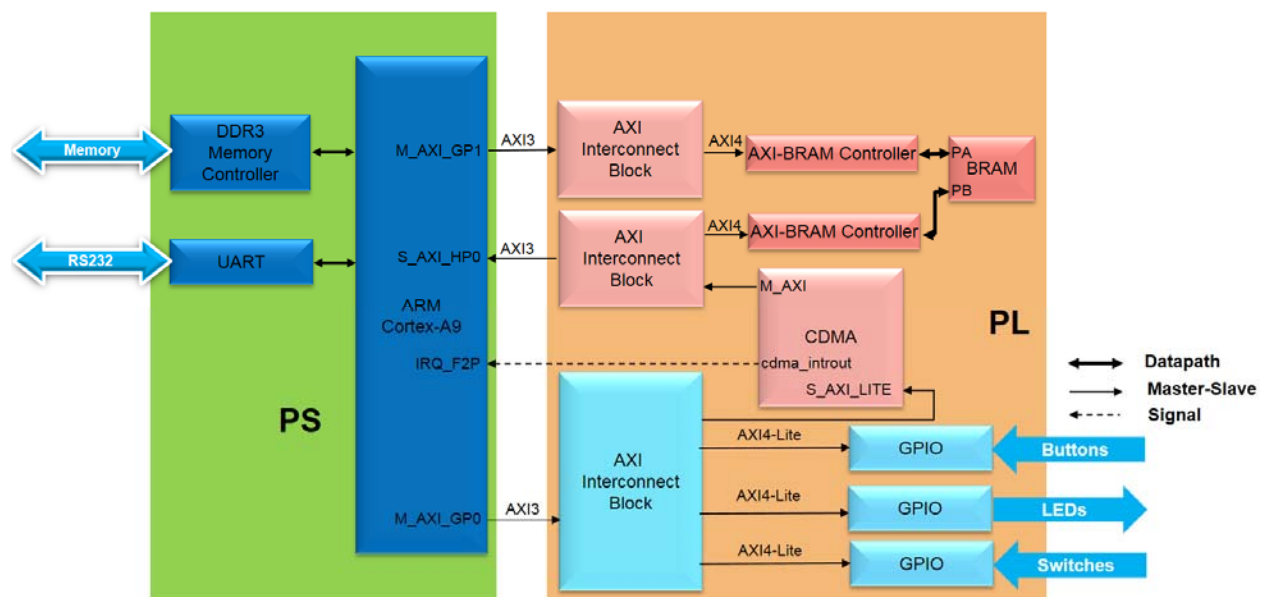 Memory
DDR3
Memory
Controller
RS232
UART
PS
M_AXI_GP1
S_AXI_HP0
ARM
Cortex-A9
IRQ_F2P
M_AXI_GP0
AXI3
AXI3
AXI3
AXI
Interconnect
Block
AXI4
AXI-BRAM Controller
PA
BRAM
PB
AXI
Interconnect
Block
AXI4
AXI-BRAM Controller
M_AXI
CDMA
cdma_introut
S_AXI_LITE
PL
AXI
Interconnect
Block
AXI4-Lite
GPIO
Buttons
AXI4-Lite
GPIO
LEDs
AXI4-Lite
GPIO
Switches
Datapath
Master-Slave
Signal